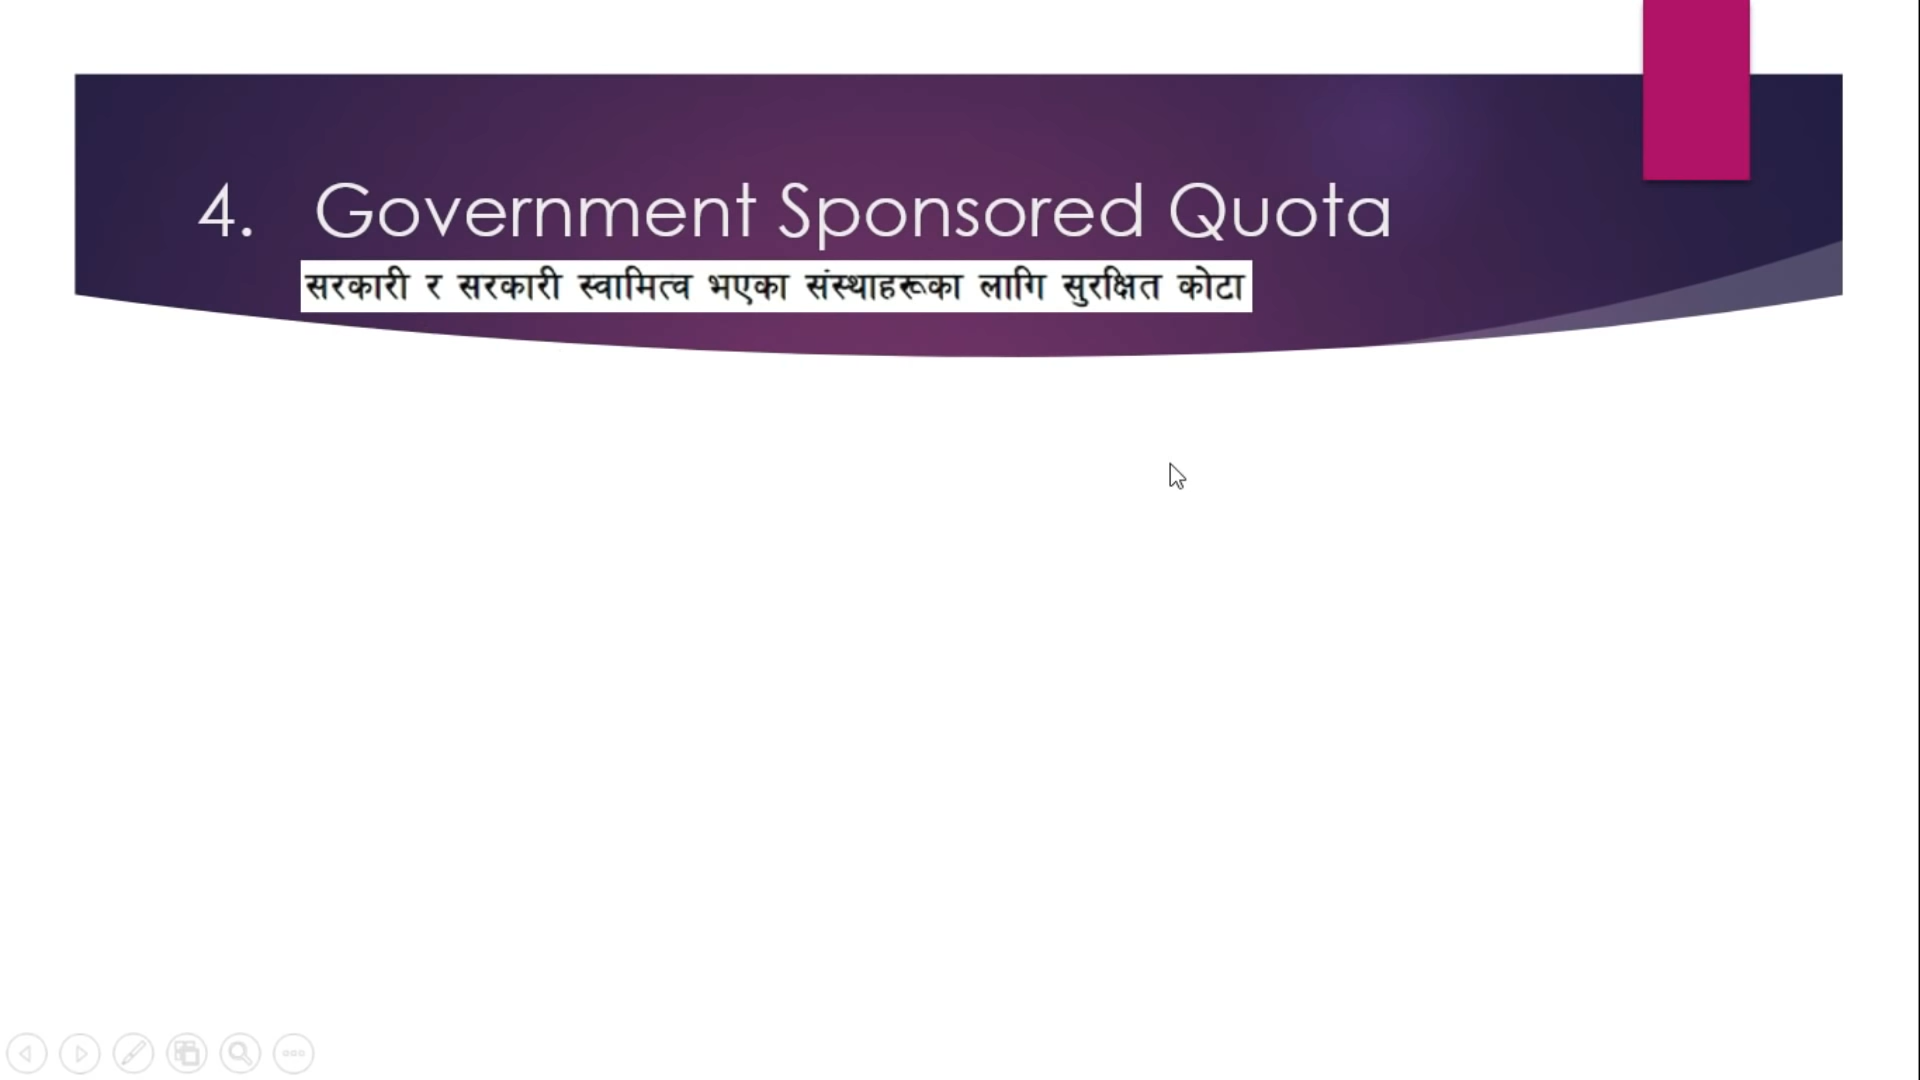 4. Government Sponsored Quota
सरकारी र सरकारी स्वामित्व भएका संस्थाहरूका लागि सुरक्षित कोटा